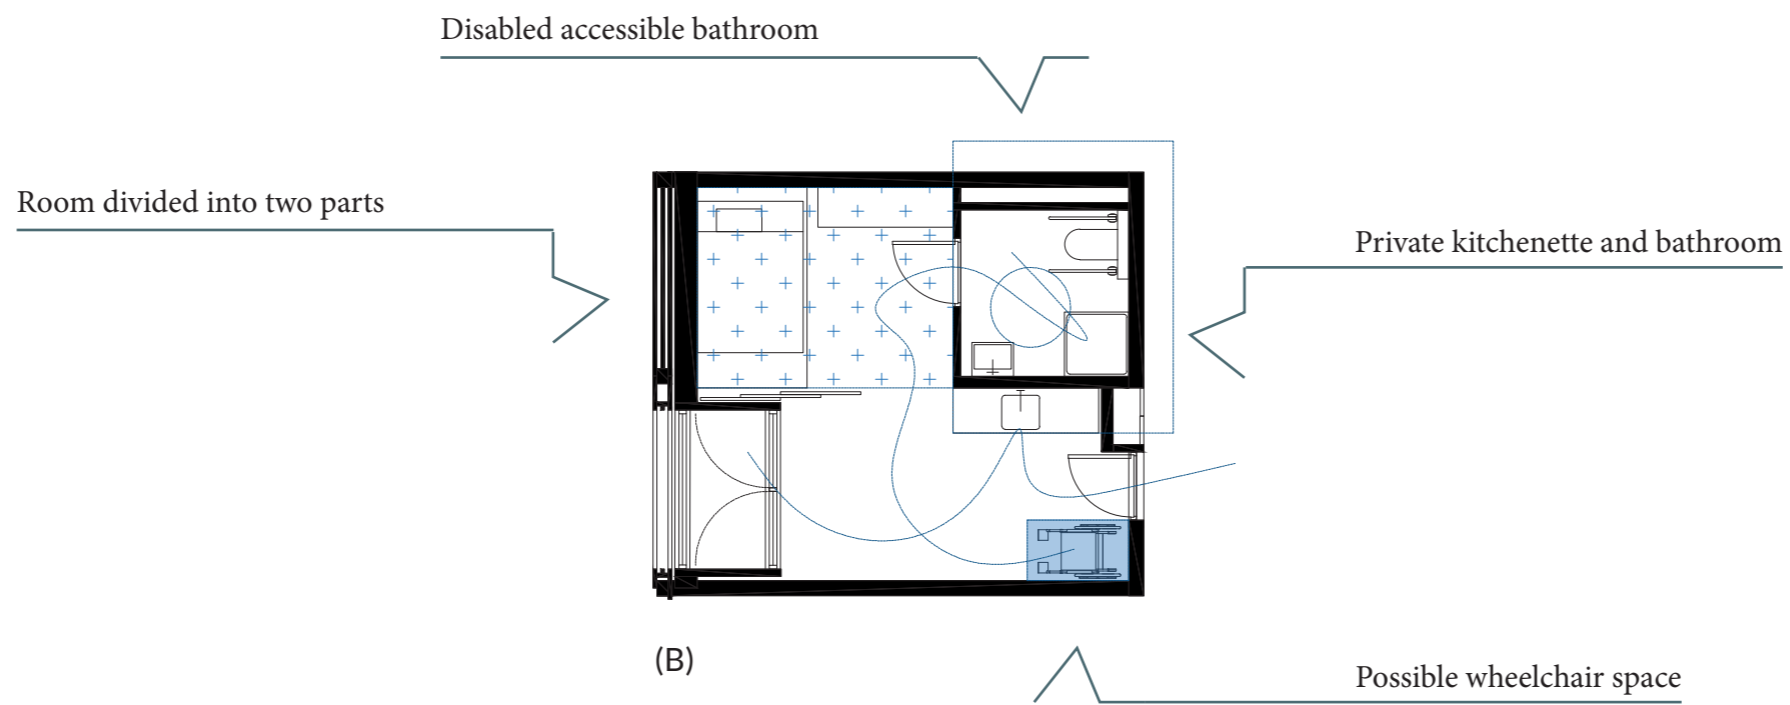 Disabled accessible bathroom
Room divided into two parts
Private kitchenette and bathroom
(B)
Possible wheelchair space